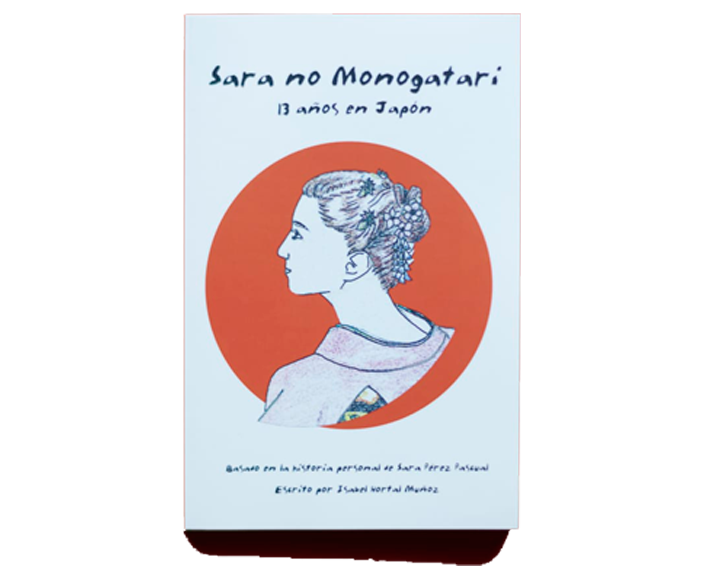 Sara no Monogatari
13 años en Japón
Basado en la historia personal de Sara Pérez Pascual
Escrito por Isabel Hortal Muñoz